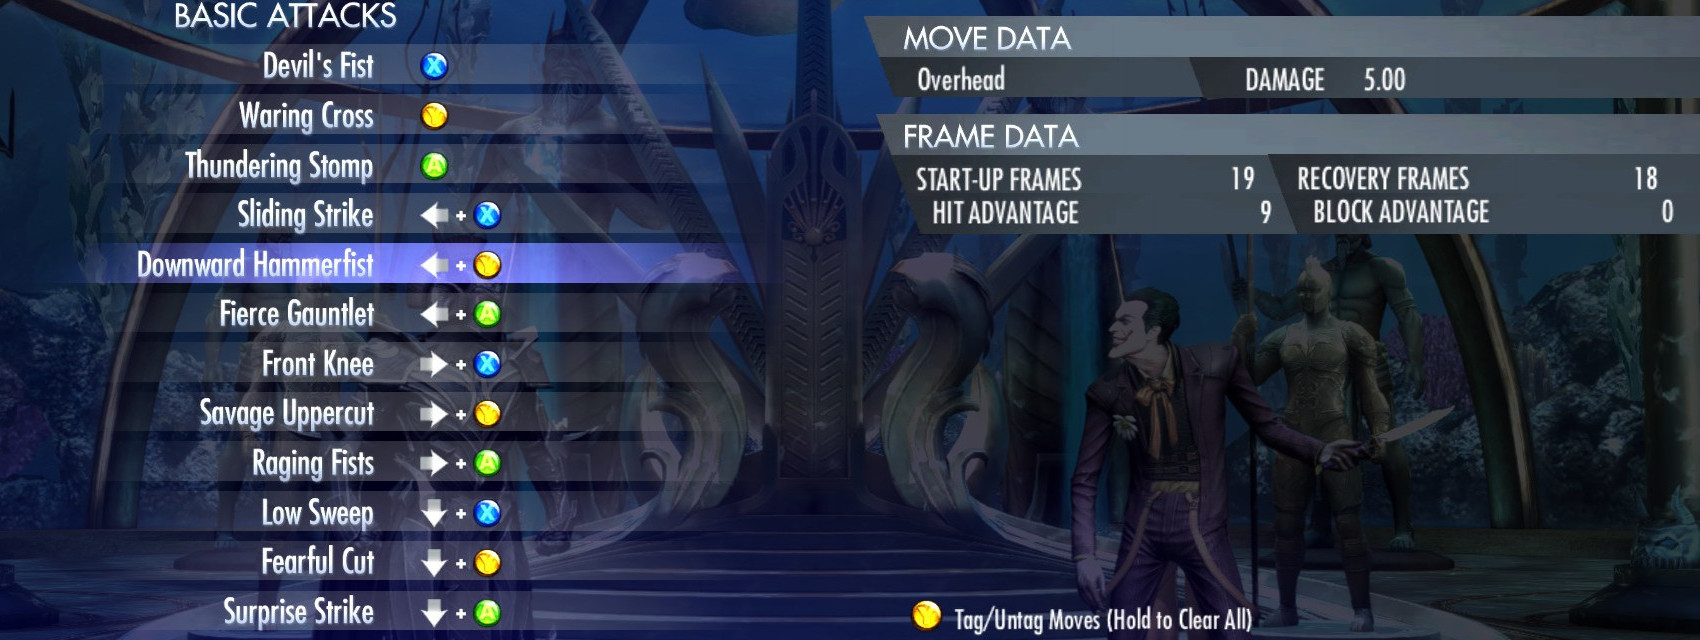 BASIC ATTACKS
Devil's Fist X
Waring Cross Y
Thundering Stomp A
Sliding Strike + X
Downward Hammerfist + Y
Fierce Gauntlet + A
Front Knee + X
Savage Uppercut + Y
Raging Fists + A
Low Sweep + X
Fearful Cut + Y
Surprise Strike + A
MOVE DATA
Overhead DAMAGE 5.00
FRAME DATA
START-UP FRAMES 19 RECOVERY FRAMES 18
HIT ADVANTAGE 9 BLOCK ADVANTAGE 0
Y Tag/Untag Moves (Hold to Clear All)